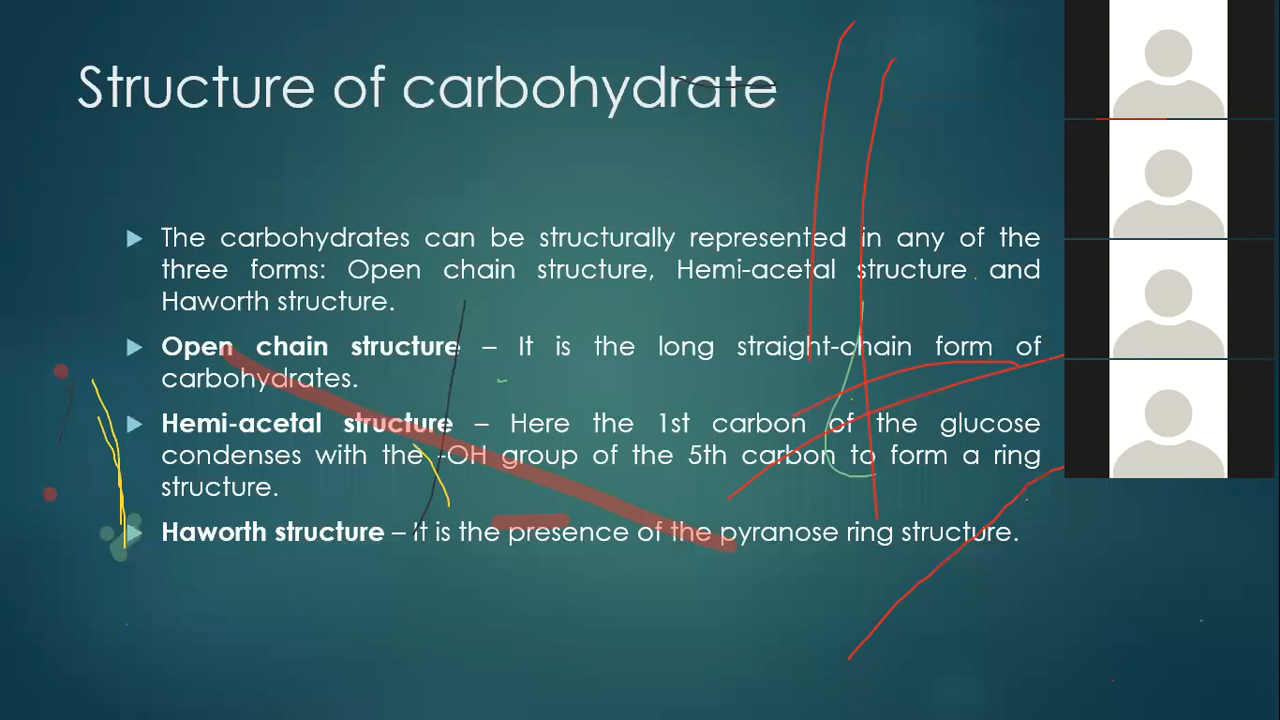 Structure of carbohydrate
The carbohydrates can be structurally represented in any of the
three forms: Open chain structure, Hemi-acetal structure and
Haworth structure.
Open chain structure – It is the long straight-chain form of
carbohydrates.
Hemi-acetal structure – Here the 1st carbon of the glucose
condenses with the -OH group of the 5th carbon to form a ring
structure.
Haworth structure – It is the presence of the pyranose ring structure.